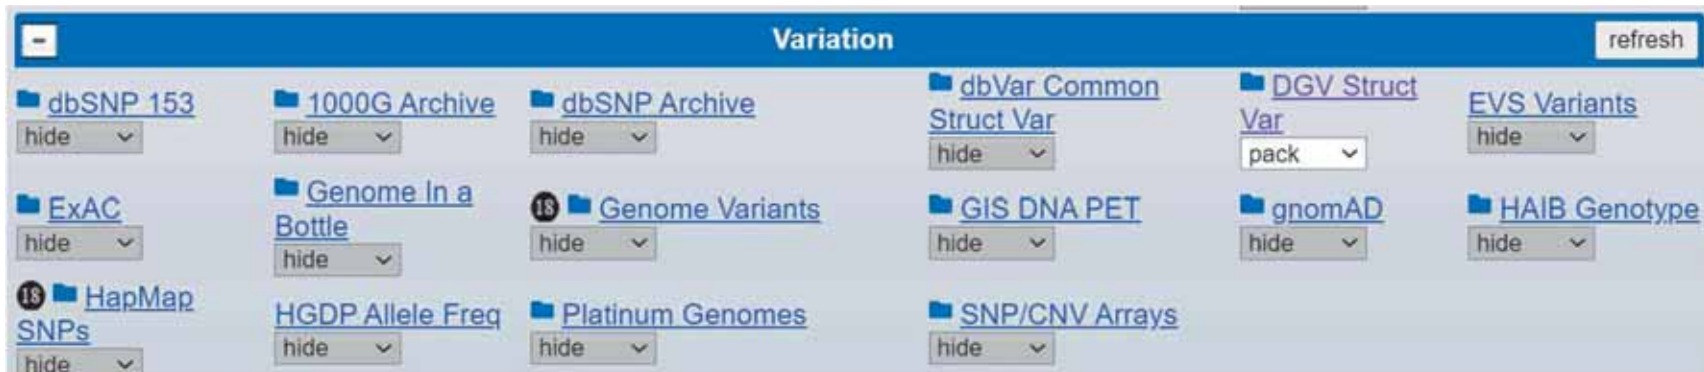 -
Variation
refresh
dbSNP 153
hide
1000G Archive
hide
dbSNP Archive
hide
dbVar Common
Struct Var
hide
DGV Struct
Var
pack
EVS Variants
hide
ExAC
hide
Genome In a
Bottle
hide
18 Genome Variants
hide
GIS DNA PET
hide
gnomAD
hide
HAIB Genotype
hide
18 HapMap
SNPs
hide
HGDP Allele Freq
hide
Platinum Genomes
hide
SNP/CNV Arrays
hide